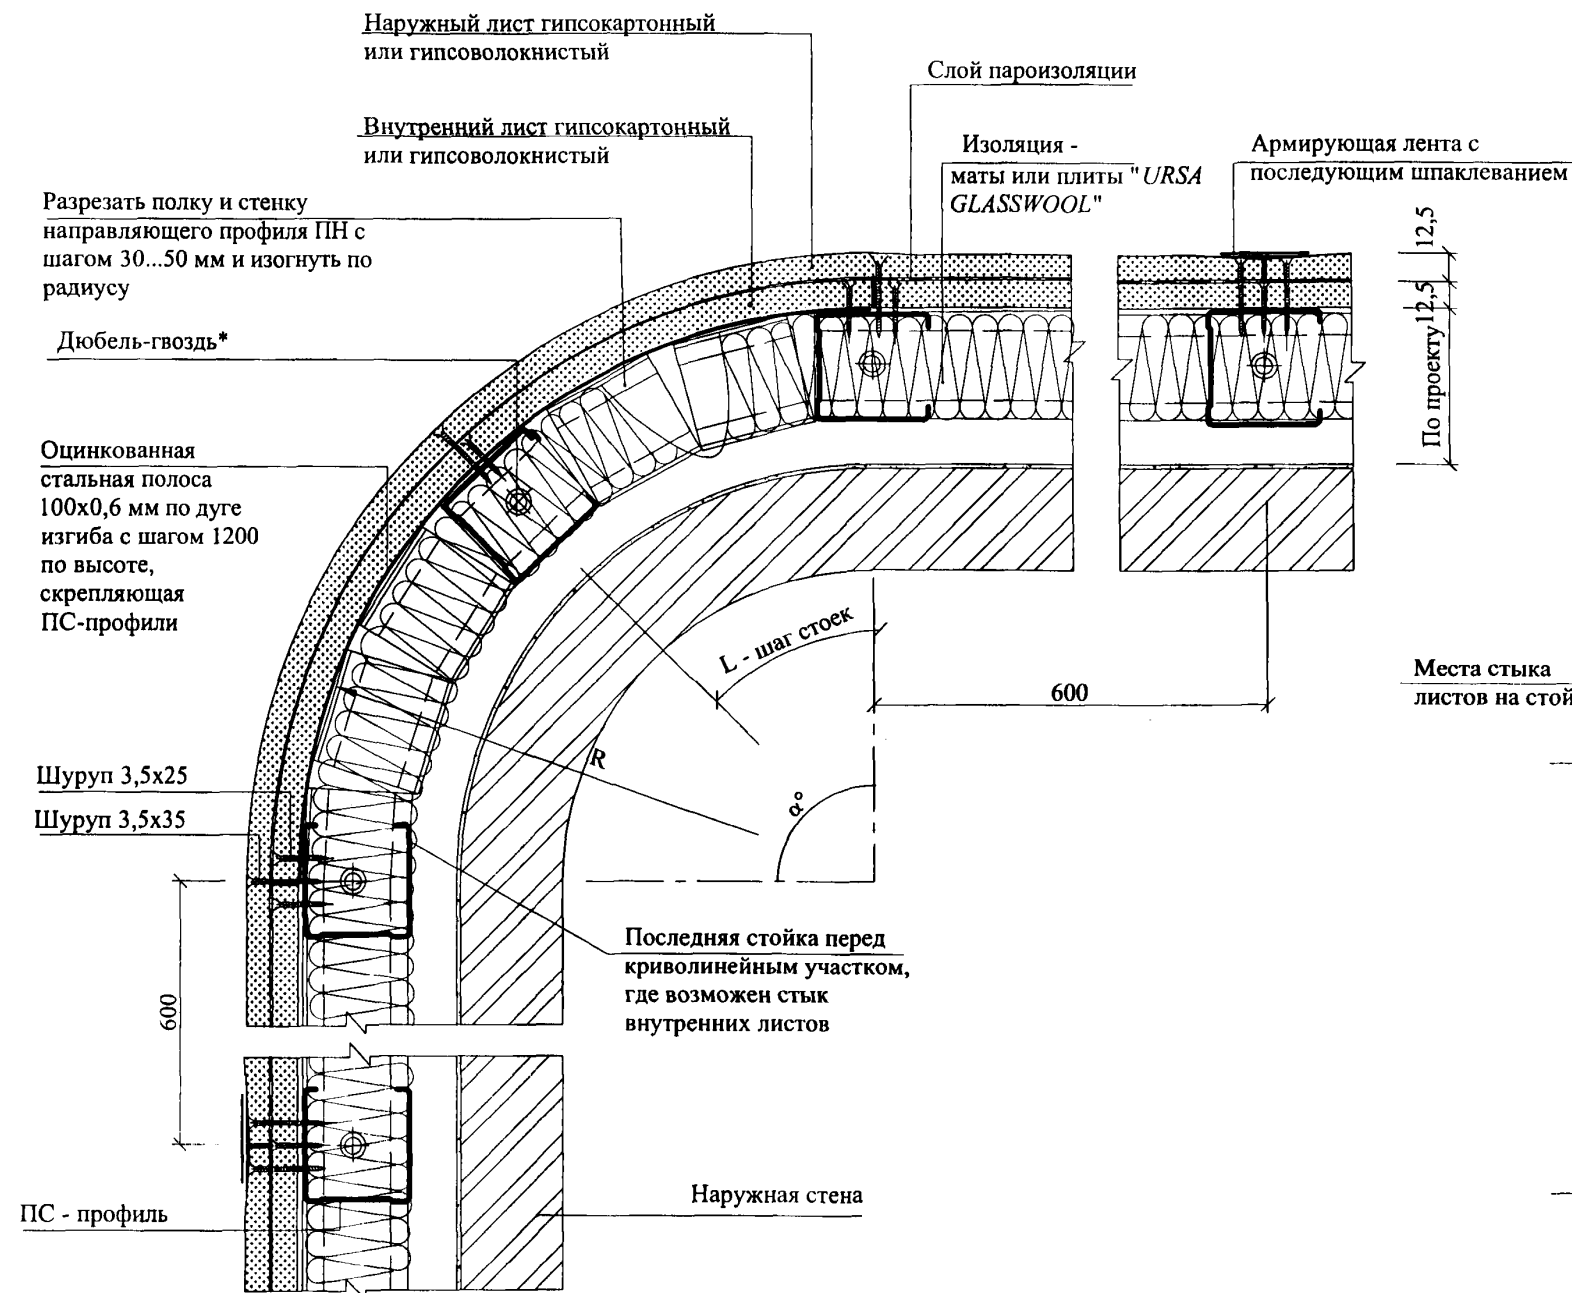 Наружный лист гипсокартонный
или гипсоволокнистый
Слой пароизоляции
Внутренний лист гипсокартонный
или гипсоволокнистый
Изоляция -
маты или плиты "URSA
GLASSWOOL"
Армирующая лента с
последующим шпаклеванием
Разрезать полку и стенку
направляющего профиля ПН с
шагом 30...50 мм и изогнуть по
радиусу
12,5
12,5
По проекту
Дюбель-гвоздь*
Оцинкованная
стальная полоса
100х0,6 мм по дуге
изгиба с шагом 1200
по высоте,
скрепляющая
ПС-профили
L - шаг стоек
600
Места стыка
листов на стой
R
α°
Шуруп 3,5х25
Шуруп 3,5х35
Последняя стойка перед
криволинейным участком,
где возможен стык
внутренних листов
600
Наружная стена
ПС - профиль